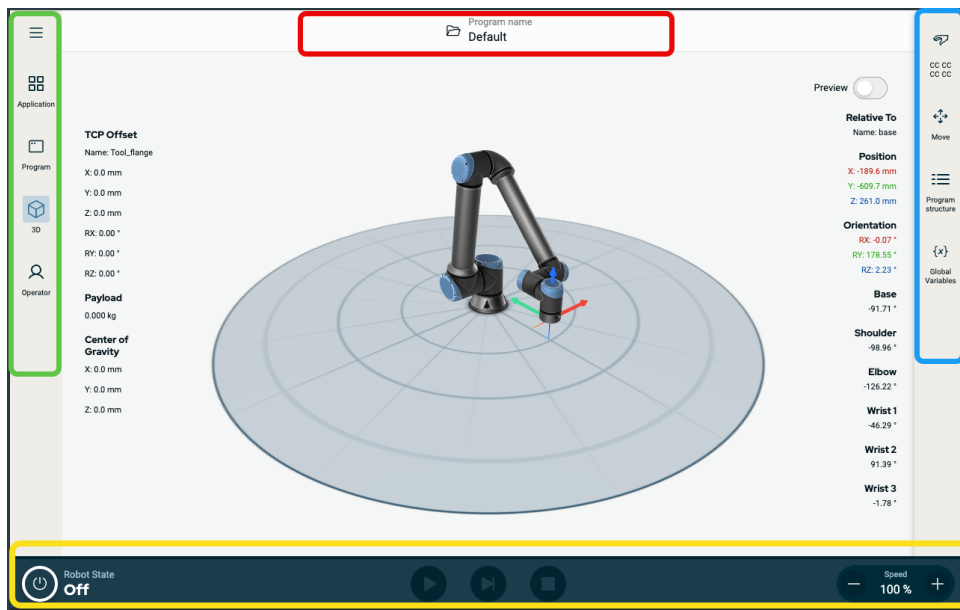 Program name
Default
Application
Program
3D
Operator
TCP Offset
Name: Tool_flange
X: 0.0 mm
Y: 0.0 mm
Z: 0.0 mm
RX: 0.00 °
RY: 0.00 °
RZ: 0.00 °
Payload
0.000 kg
Center of
Gravity
X: 0.0 mm
Y: 0.0 mm
Z: 0.0 mm
Preview
Relative To
Name: base
Position
X: -189.6 mm
Y: -609.7 mm
Z: 261.0 mm
Orientation
RX: -0.07 °
RY: 178.55 °
RZ: 2.23 °
Base
-91.71 °
Shoulder
-98.96 °
Elbow
-126.22 °
Wrist 1
-46.29 °
Wrist 2
91.39 °
Wrist 3
-1.78 °
CC CC
CC CC
Move
Program
structure
{x}
Global
Variables
Robot State
Off
Speed
100 %